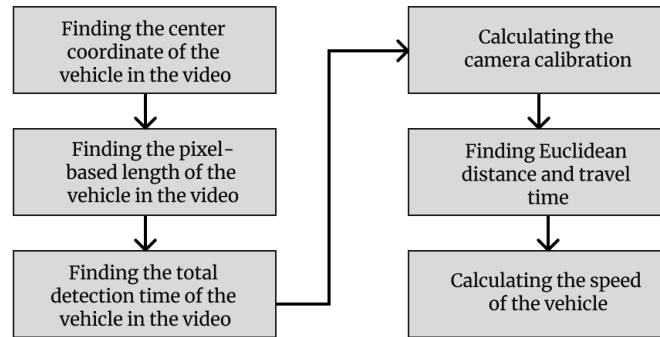 Finding the center
coordinate of the
vehicle in the video
Finding the pixel-
based length of the
vehicle in the video
Finding the total
detection time of the
vehicle in the video
Calculating the
camera calibration
Finding Euclidean
distance and travel
time
Calculating the speed
of the vehicle